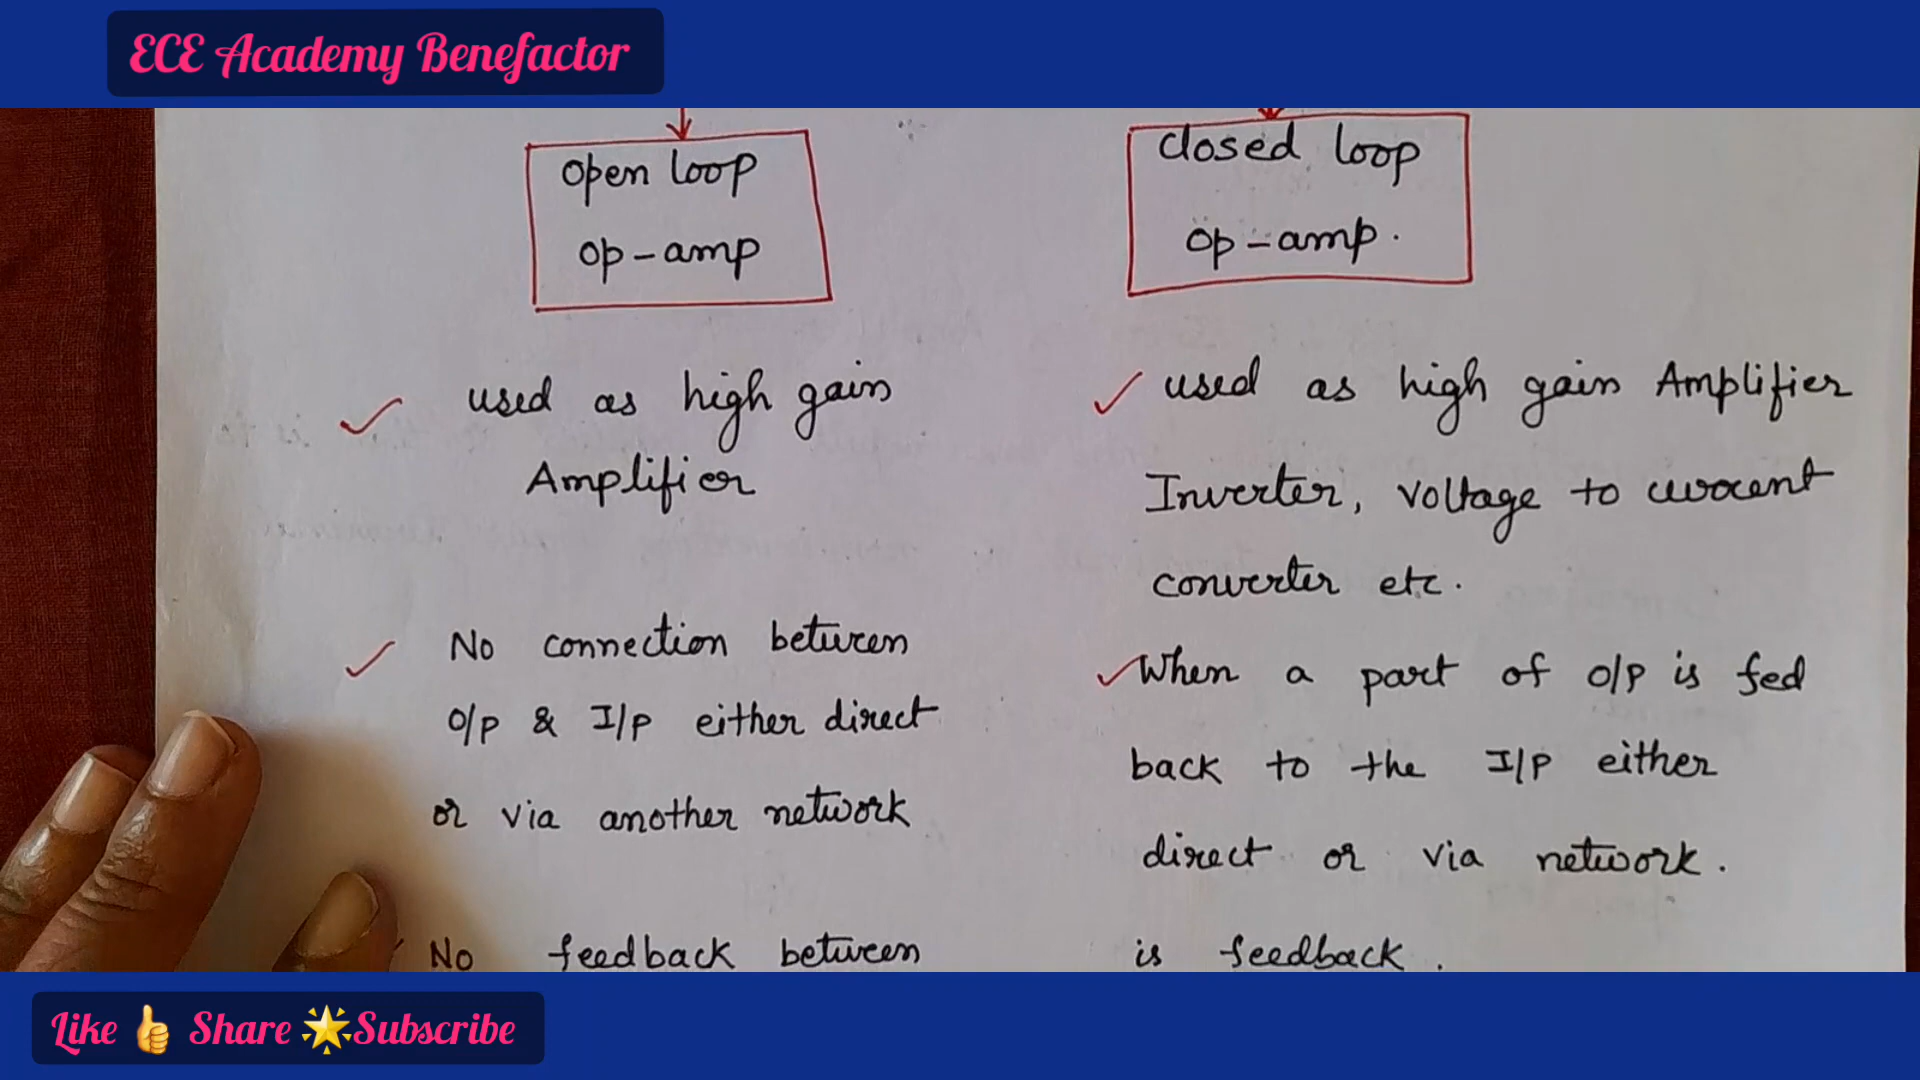 ECE Academy Benefactor
open loop
op-amp
used as high gain
Amplifier
No connection between
O/p & I/p either direct
or via another network
No feedback between
closed loop
op-amp.
used as high gain Amplifier
Inverter, voltage to current
converter etc.
When a part of o/p is fed
back to the I/p either
direct or via network.
is feedback.
Like 👍 Share 🌟Subscribe